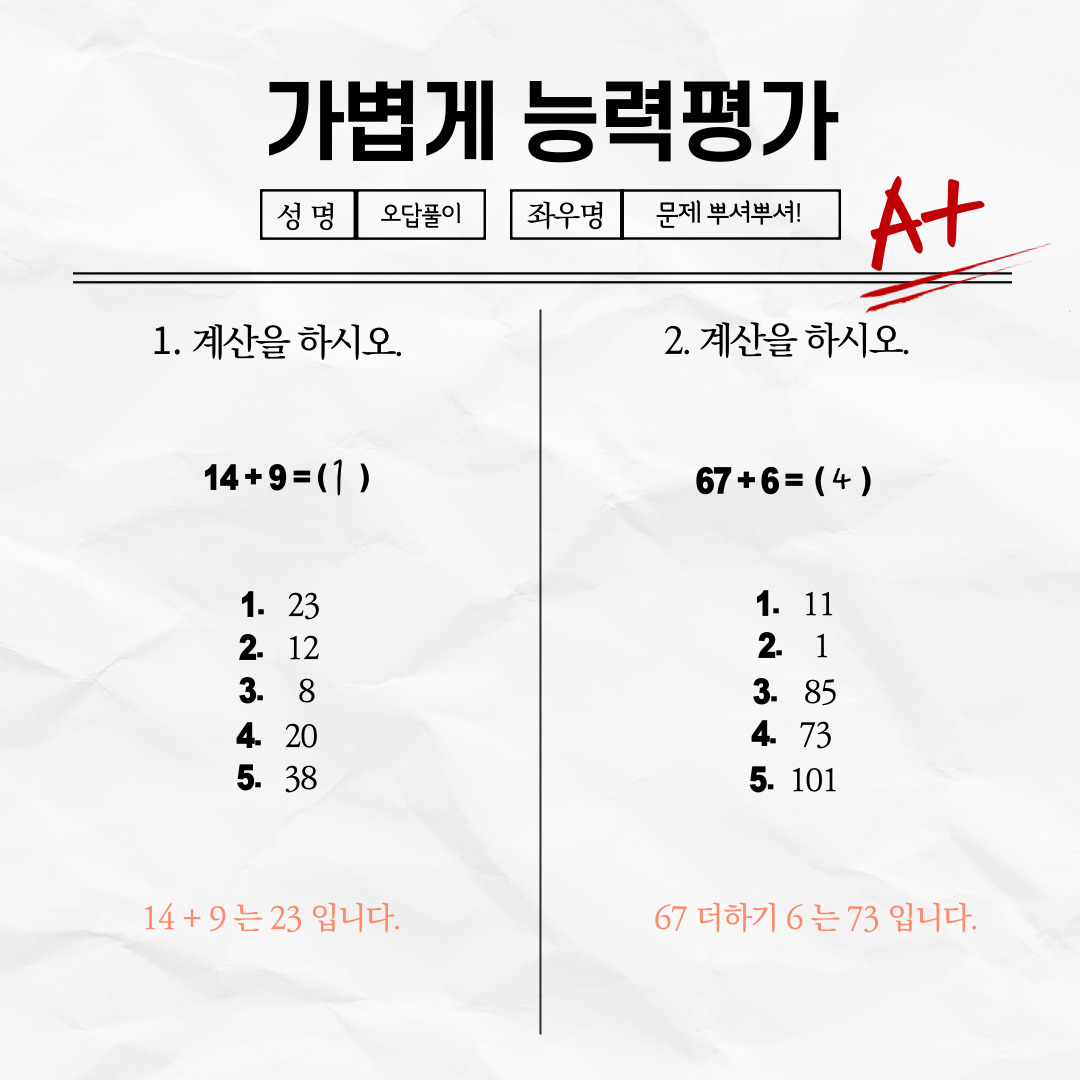 가볍게 능력평가
성 명 오답풀이 좌우명 문제 뿌셔뿌셔!
A+
1. 계산을 하시오.
14 + 9 = ( 1 )
1. 23
2. 12
3. 8
4. 20
5. 38
14 + 9 는 23 입니다.
2. 계산을 하시오.
67 + 6 = ( 4 )
1. 11
2. 1
3. 85
4. 73
5. 101
67 더하기 6 는 73 입니다.